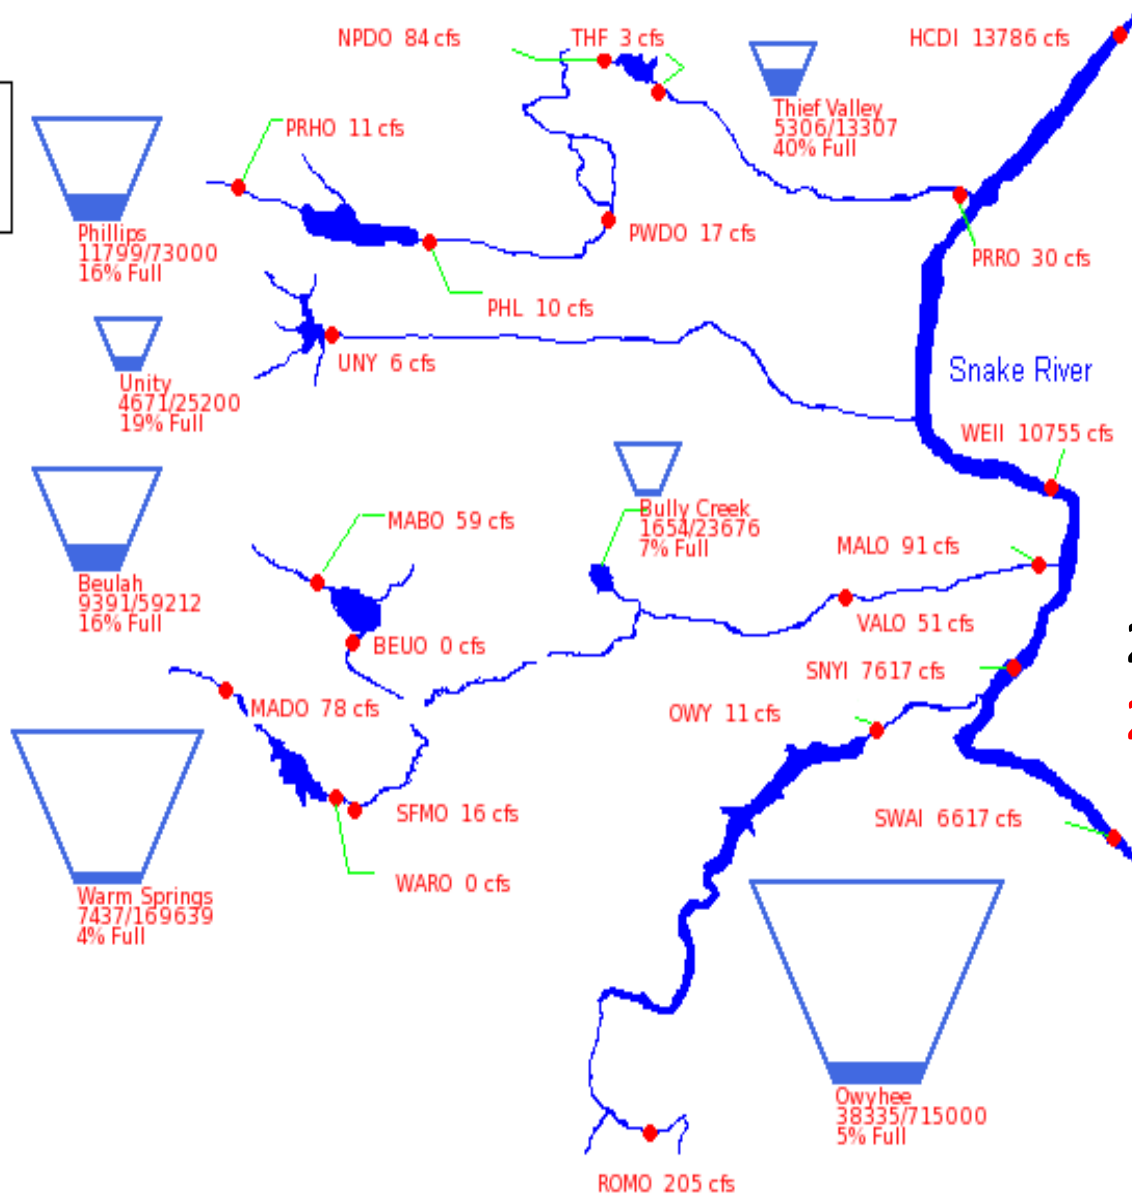 NPDO 84 cfs
THF 3 cfs
HCDI 13786 cfs
Thief Valley
5306/13307
40% Full
PRHO 11 cfs
Phillips
11799/73000
16% Full
PWDO 17 cfs
PRRO 30 cfs
PHL 10 cfs
UNY 6 cfs
Unity
4671/25200
19% Full
Snake River
WEII 10755 cfs
Bully Creek
1654/23676
7% Full
MABO 59 cfs
MALO 91 cfs
Beulah
9391/59212
16% Full
BEUO 0 cfs
VALO 51 cfs
SNYI 7617 cfs
MADO 78 cfs
OWY 11 cfs
SFMO 16 cfs
SWAI 6617 cfs
WARO 0 cfs
Warm Springs
7437/169639
4% Full
Owyhee
38335/715000
5% Full
ROMO 205 cfs